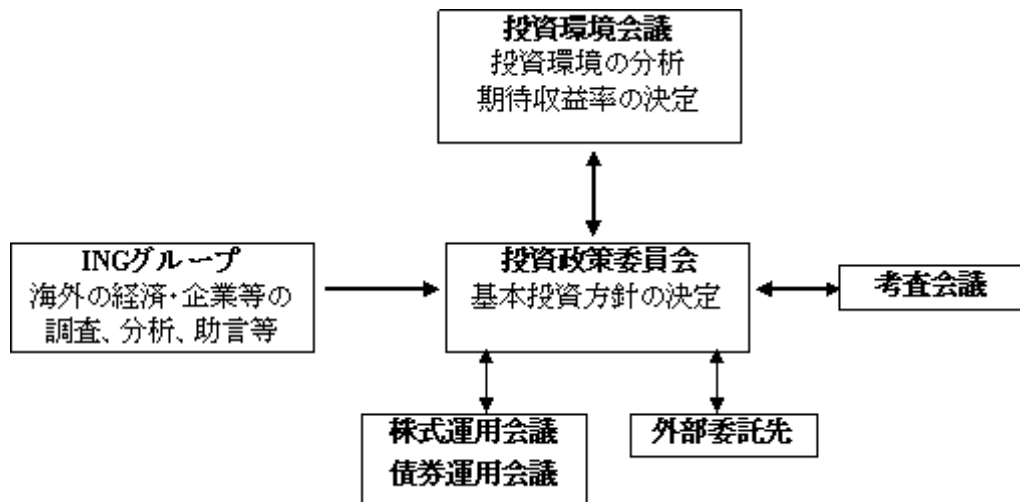 投資環境会議
投資環境の分析
期待収益率の決定
INGグループ
海外の経済・企業等の
調査、分析、助言等
投資政策委員会
基本投資方針の決定
考査会議
株式運用会議
債券運用会議
外部委託先